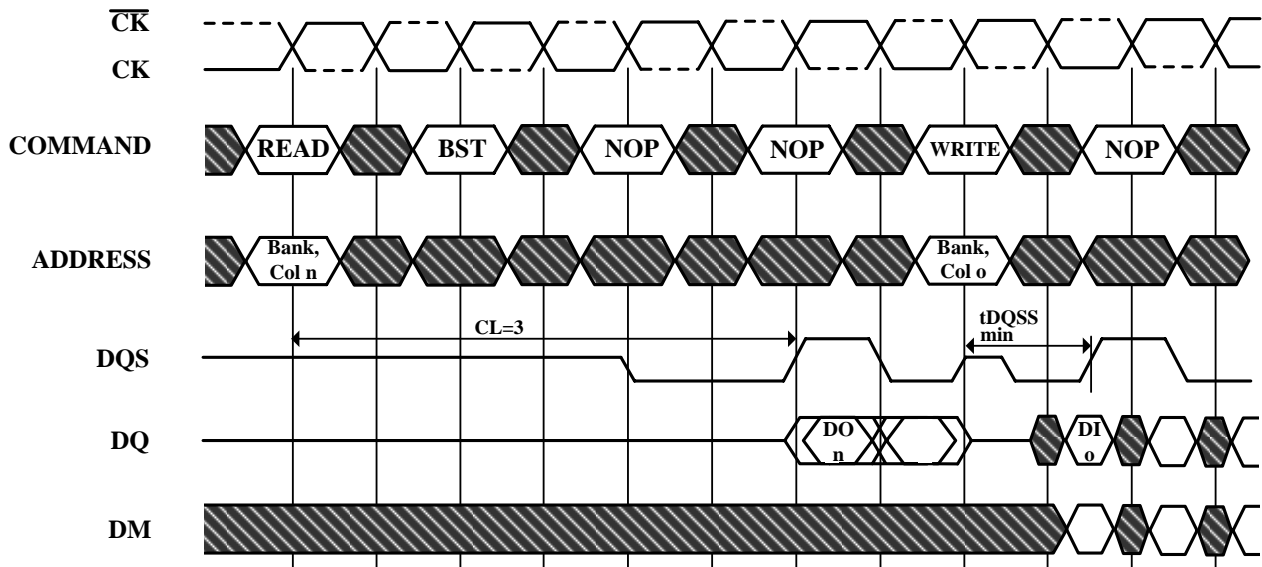 C̅K̅
CK
COMMAND READ BST NOP NOP WRITE NOP
ADDRESS Bank, Col n Bank, Col o
CL=3
tDQSS min
DQS
DQ DO n DI o
DM